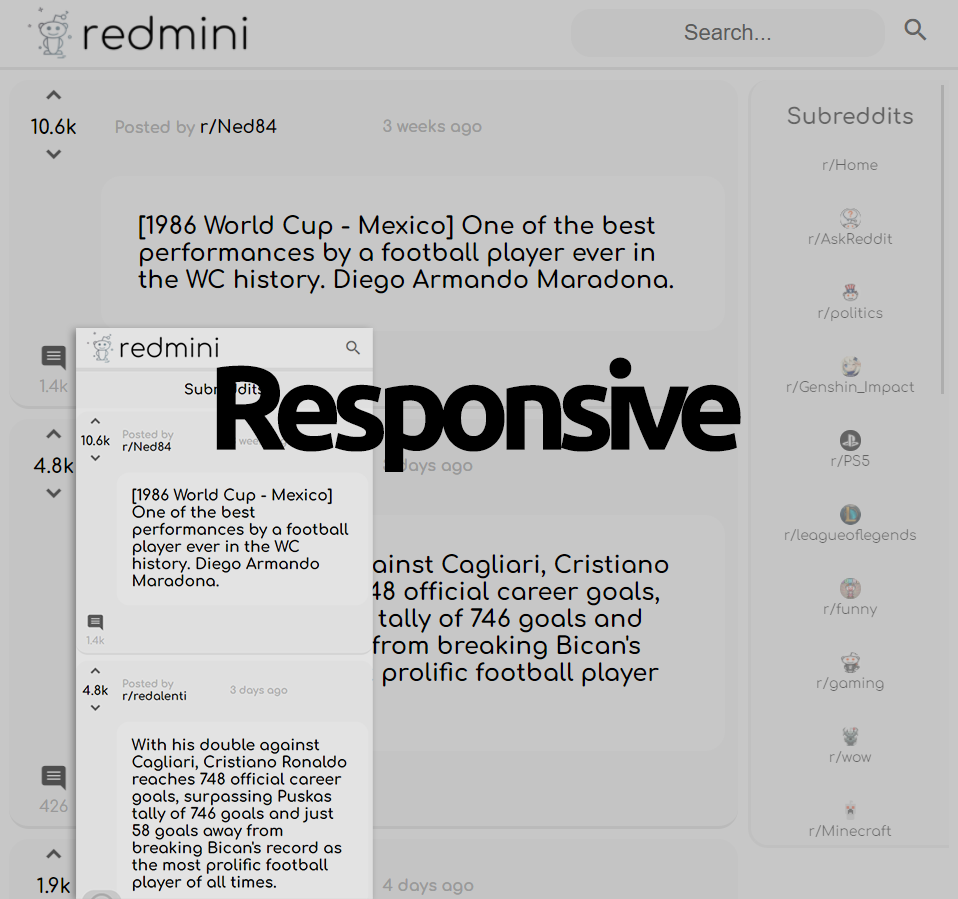 redmini
Search...
10.6k
Posted by r/Ned84
3 weeks ago
[1986 World Cup - Mexico] One of the best
performances by a football player ever in
the WC history. Diego Armando Maradona.
1.4k
4.8k
days ago
ainst Cagliari, Cristiano
48 official career goals,
tally of 746 goals and
from breaking Bican's
prolific football player
426
1.9k
4 days ago
Subreddits
r/Home
r/AskReddit
r/politics
r/Genshin_Impact
r/PS5
r/leagueoflegends
r/funny
r/gaming
r/wow
r/Minecraft
Responsive
redmini
Subreddits
10.6k
Posted by
r/Ned84
[1986 World Cup - Mexico]
One of the best
performances by a football
player ever in the WC
history. Diego Armando
Maradona.
1.4k
4.8k
Posted by
r/redalenti
3 days ago
With his double against
Cagliari, Cristiano Ronaldo
reaches 748 official career
goals, surpassing Puskas
tally of 746 goals and just
58 goals away from
breaking Bican's record as
the most prolific football
player of all times.